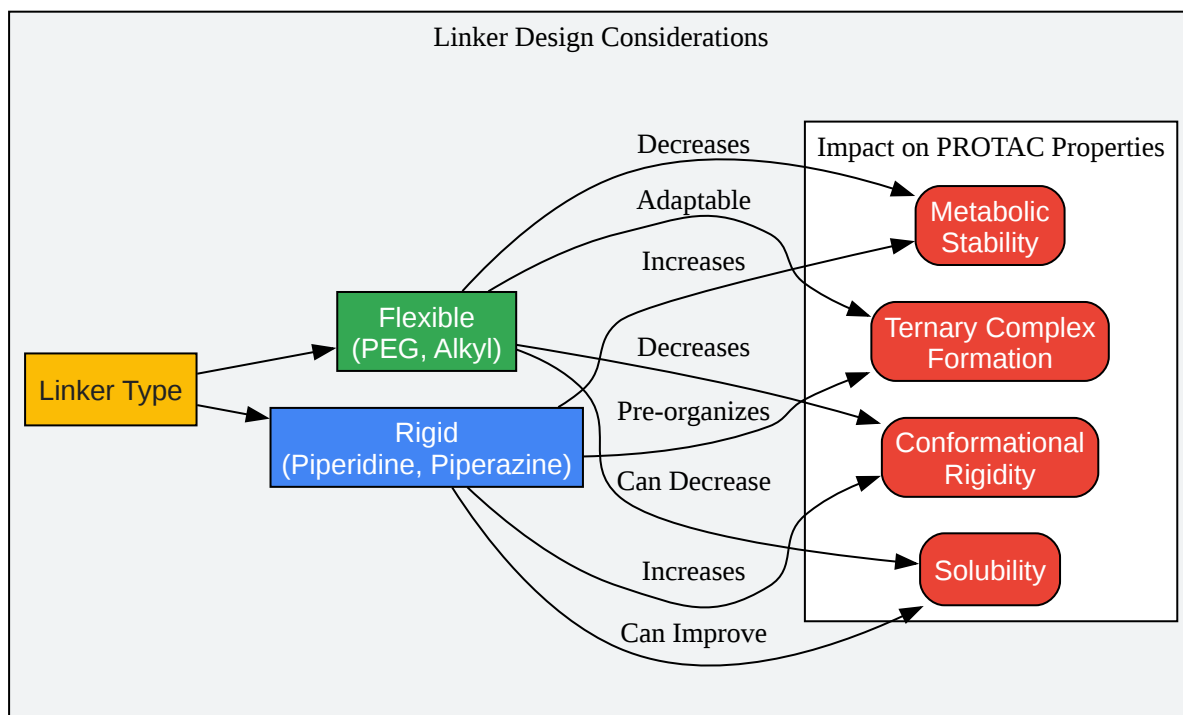 Linker Design Considerations
Impact on PROTAC Properties
Linker Type
Flexible
(PEG, Alkyl)
Rigid
(Piperidine, Piperazine)
Decreases
Adaptable
Increases
Decreases
Pre-organizes
Can Decrease
Increases
Can Improve
Metabolic
Stability
Ternary Complex
Formation
Conformational
Rigidity
Solubility